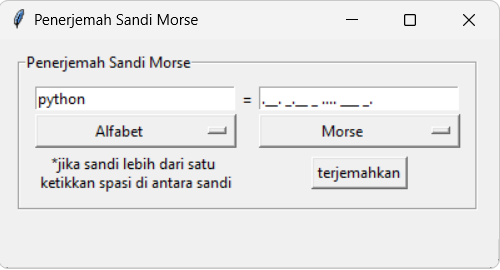 Penerjemah Sandi Morse
Penerjemah Sandi Morse
python = .__. _.__ _ .... ___ _.
Alfabet Morse
*jika sandi lebih dari satu
ketikkan spasi di antara sandi
terjemahkan